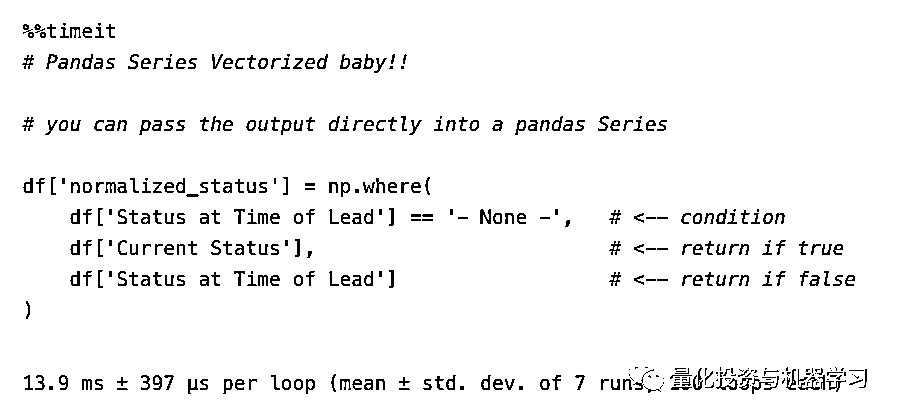 %%timeit
# Pandas Series Vectorized baby!!
# you can pass the output directly into a pandas Series
df['normalized_status'] = np.where(
    df['Status at Time of Lead'] == '- None -',   # <-- condition
    df['Current Status'],                         # <-- return if true
    df['Status at Time of Lead']                  # <-- return if false
)
13.9 ms ± 397 µs per loop (mean ± std. dev. of 7 runs,
量化投资与机器学习